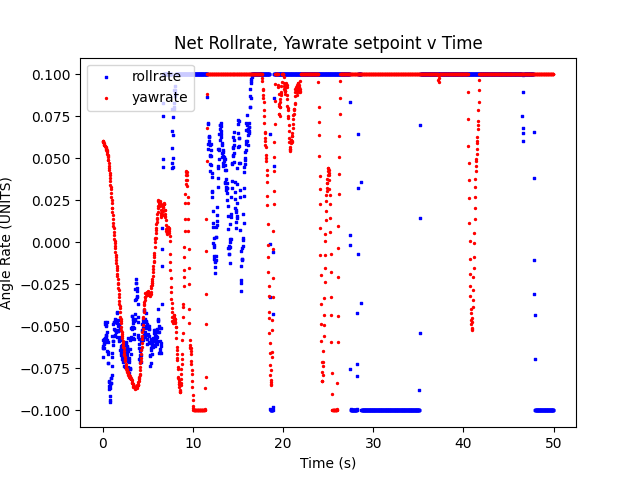 Net Rollrate, Yawrate setpoint v Time
rollrate
yawrate
0.100
0.075
0.050
0.025
0.000
−0.025
−0.050
−0.075
−0.100
Angle Rate (UNITS)
0 10 20 30 40 50
Time (s)